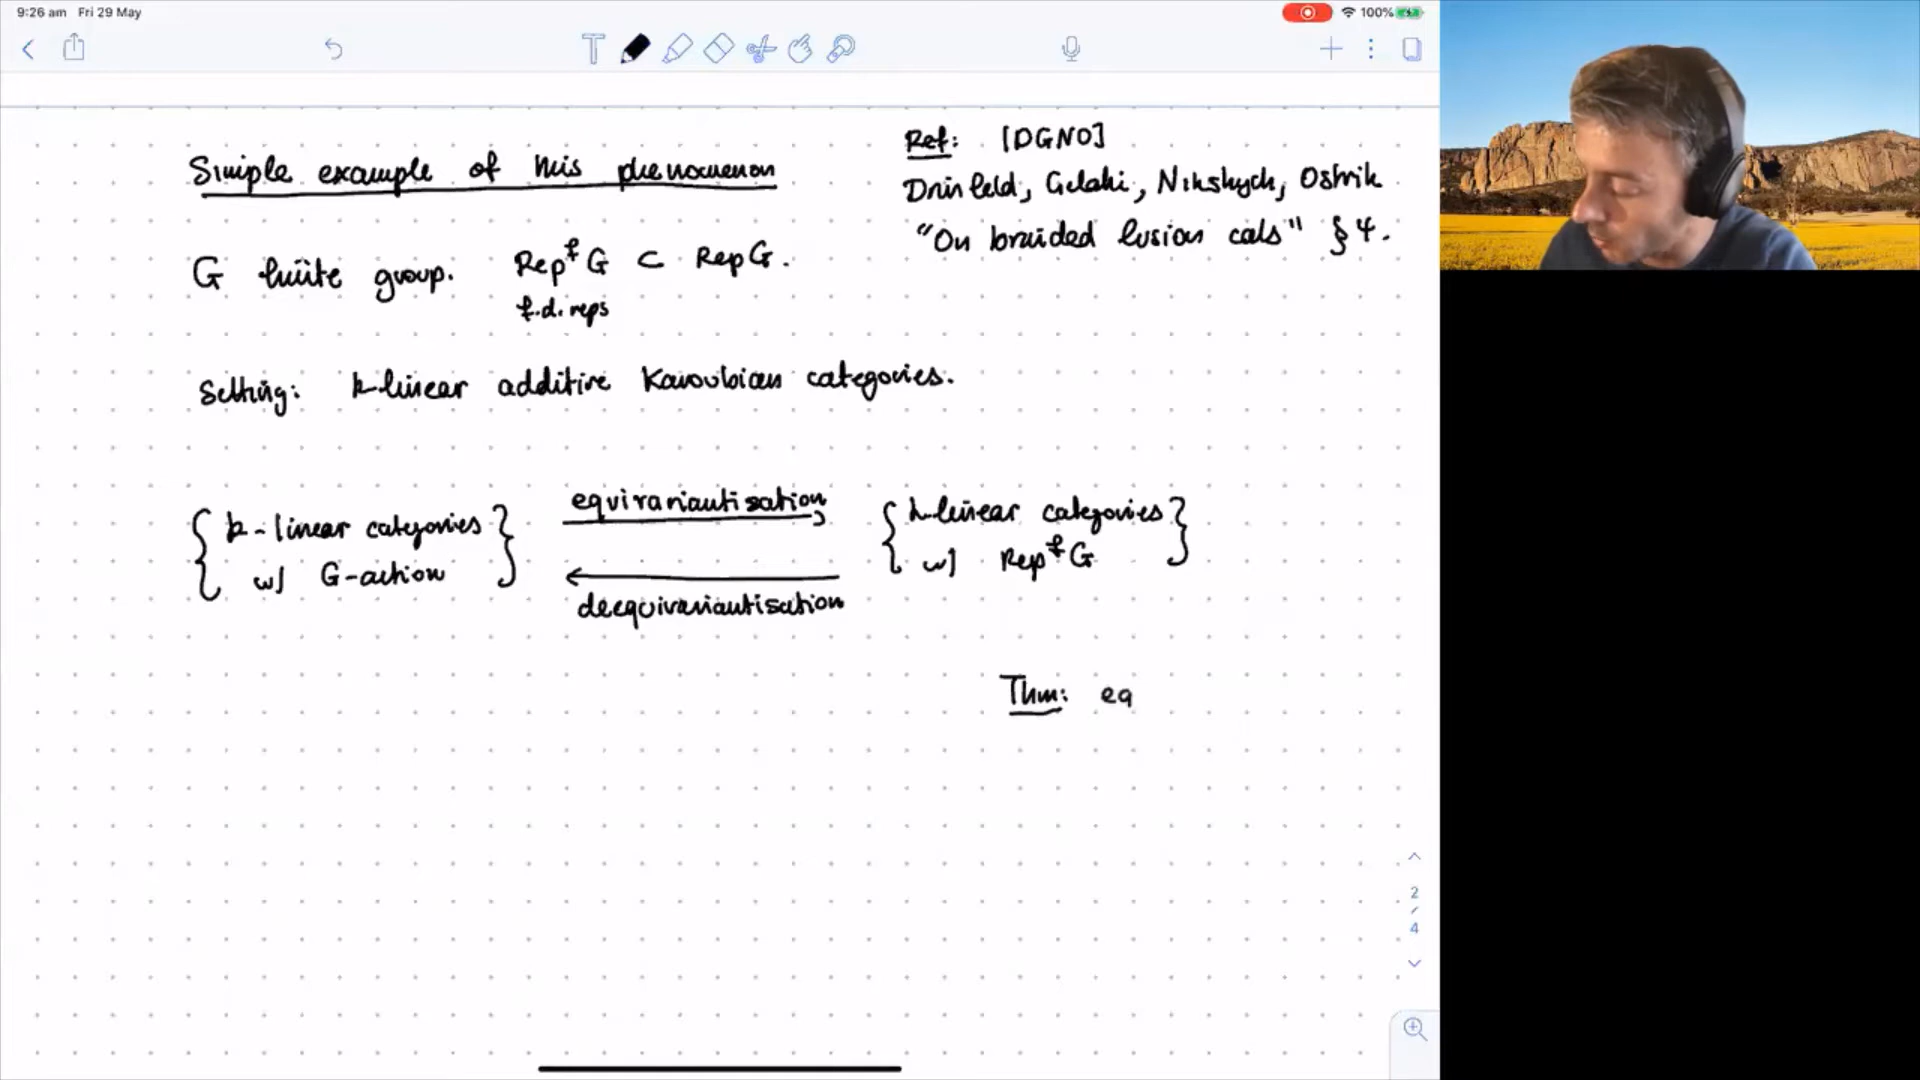 9:26 am Fri 29 May
100%
Simple example of this phenomenon
Ref: [DGNO]
Drinfeld, Gelaki, Nikshych, Ostrik
"On braided fusion cats" § 4.
G finite group. Rep^f G ⊂ Rep G.
f.d. reps
Setting: k-linear additive Karoubian categories.
{ k-linear categories w/ G-action }
equivariantisation
deequivariantisation
{ k-linear categories w/ Rep^f G }
Thm: eq
2
/
4